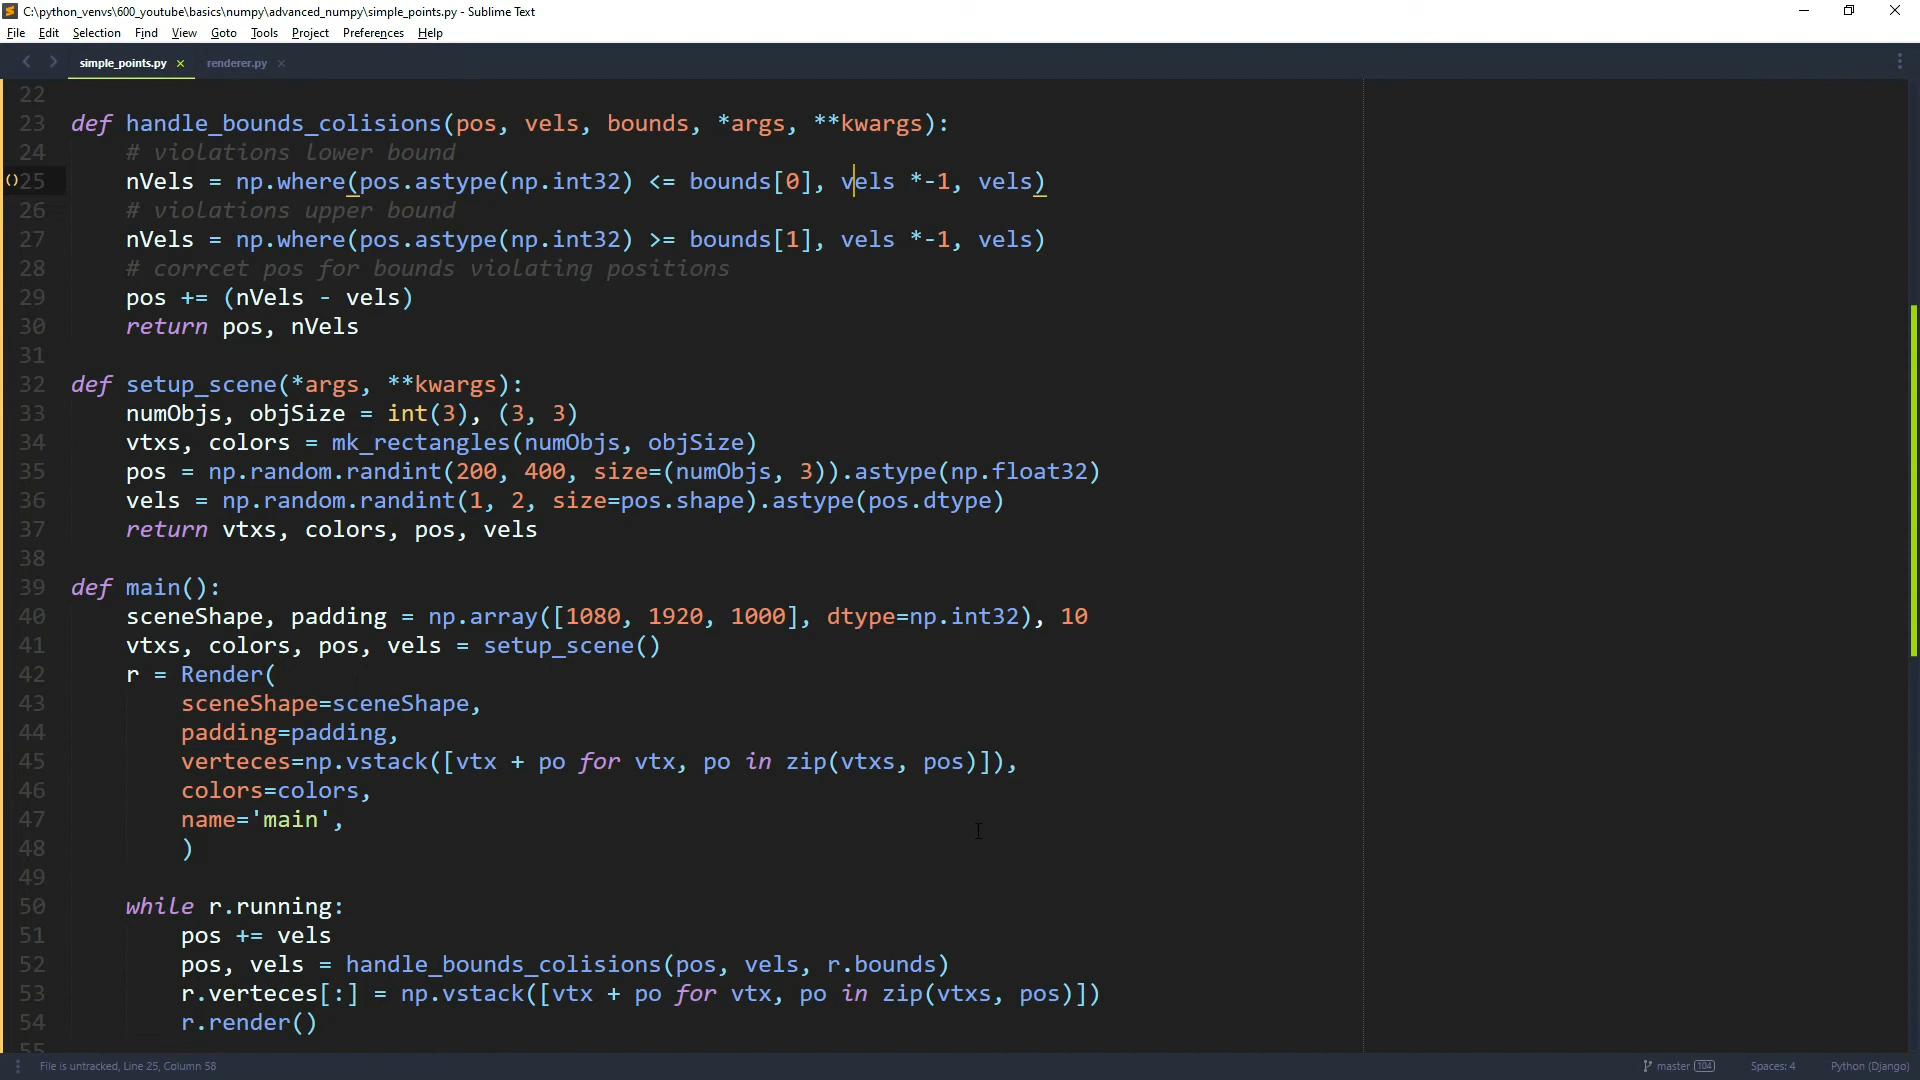 C:\python_venvs\600_youtube\basics\numpy\advanced_numpy\simple_points.py - Sublime Text
File Edit Selection Find View Goto Tools Project Preferences Help
simple_points.py × renderer.py ×
22
23 def handle_bounds_colisions(pos, vels, bounds, *args, **kwargs):
24     # violations lower bound
25     nVels = np.where(pos.astype(np.int32) <= bounds[0], vels *-1, vels)
26     # violations upper bound
27     nVels = np.where(pos.astype(np.int32) >= bounds[1], vels *-1, vels)
28     # corrcet pos for bounds violating positions
29     pos += (nVels - vels)
30     return pos, nVels
31
32 def setup_scene(*args, **kwargs):
33     numObjs, objSize = int(3), (3, 3)
34     vtxs, colors = mk_rectangles(numObjs, objSize)
35     pos = np.random.randint(200, 400, size=(numObjs, 3)).astype(np.float32)
36     vels = np.random.randint(1, 2, size=pos.shape).astype(pos.dtype)
37     return vtxs, colors, pos, vels
38
39 def main():
40     sceneShape, padding = np.array([1080, 1920, 1000], dtype=np.int32), 10
41     vtxs, colors, pos, vels = setup_scene()
42     r = Render(
43         sceneShape=sceneShape,
44         padding=padding,
45         verteces=np.vstack([vtx + po for vtx, po in zip(vtxs, pos)]),
46         colors=colors,
47         name='main',
48         )
49
50     while r.running:
51         pos += vels
52         pos, vels = handle_bounds_colisions(pos, vels, r.bounds)
53         r.verteces[:] = np.vstack([vtx + po for vtx, po in zip(vtxs, pos)])
54         r.render()
55
File is untracked, Line 25, Column 58 master 104 Spaces: 4 Python (Django)